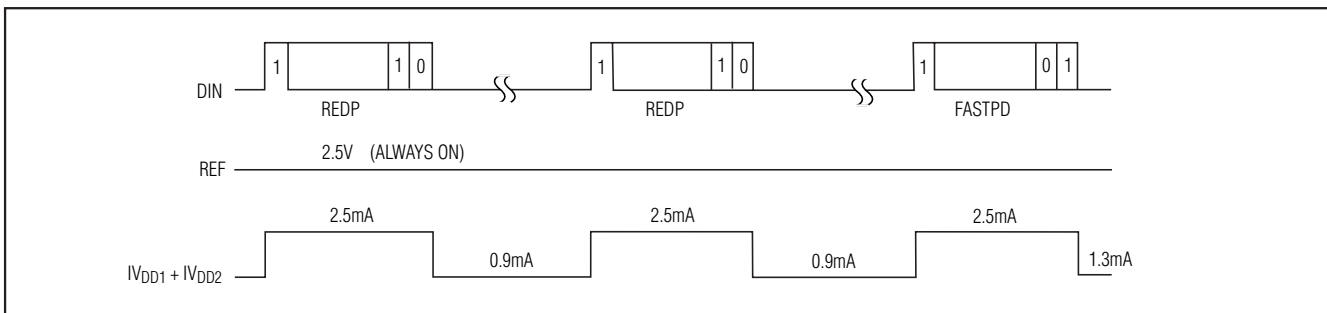 1 1 0 1 1 0 1 0 1
DIN
REDP REDP FASTPD
2.5V (ALWAYS ON)
REF
2.5mA 2.5mA 2.5mA
0.9mA 0.9mA 1.3mA
IVDD1 + IVDD2